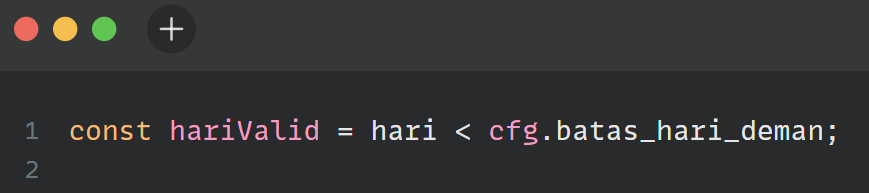 1 const hariValid = hari < cfg.batas_hari_deman;
2